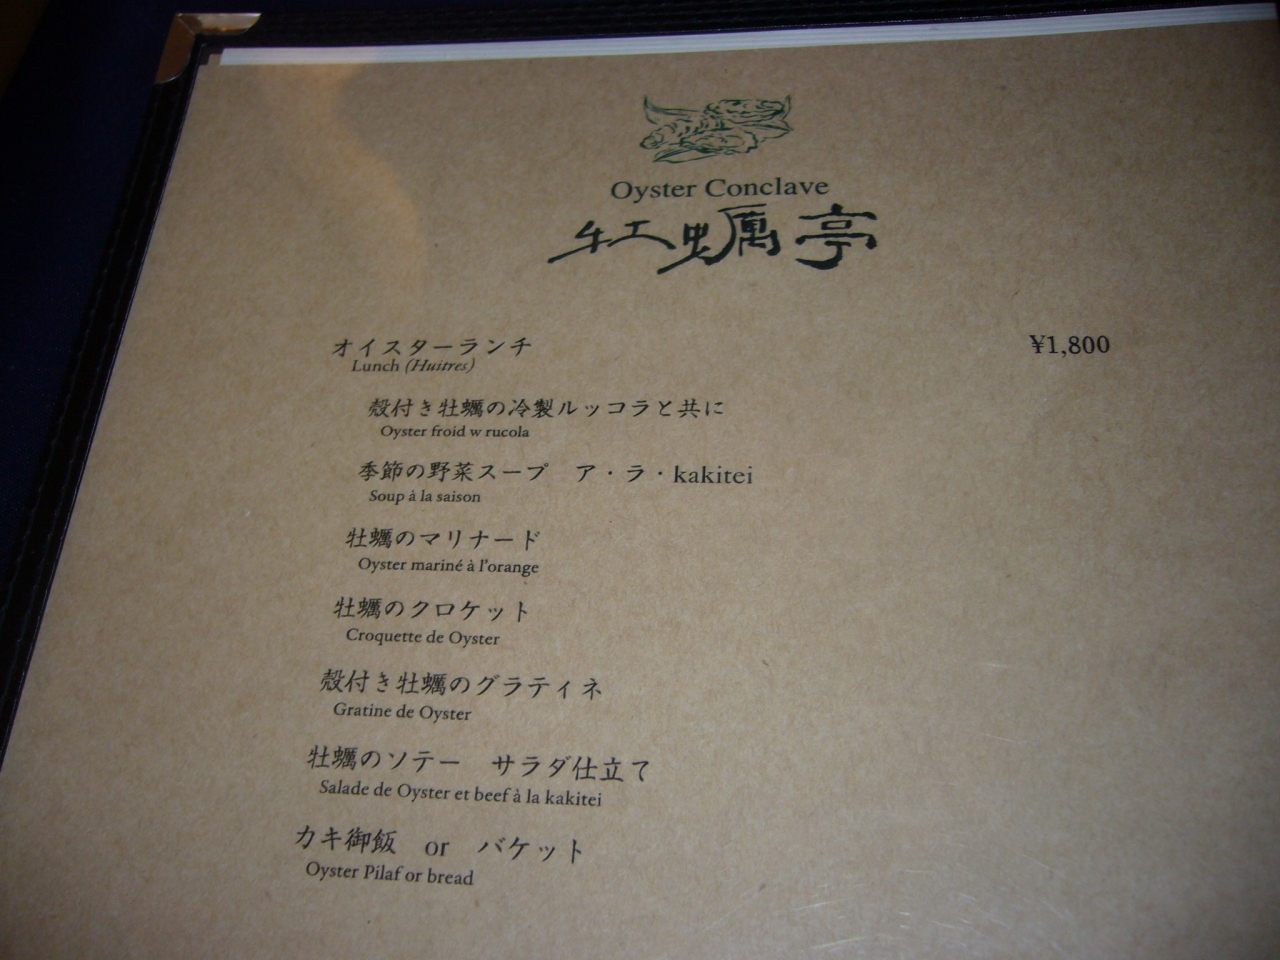 Oyster Conclave
牡蠣亭
オイスターランチ ¥1,800
Lunch (Huitres)
殻付き牡蠣の冷製ルッコラと共に
Oyster froid w rucola
季節の野菜スープ　ア・ラ・kakitei
Soup à la saison
牡蠣のマリナード
Oyster mariné à l'orange
牡蠣のクロケット
Croquette de Oyster
殻付き牡蠣のグラティネ
Gratine de Oyster
牡蠣のソテー　サラダ仕立て
Salade de Oyster et beef à la kakitei
カキ御飯　or　バケット
Oyster Pilaf or bread